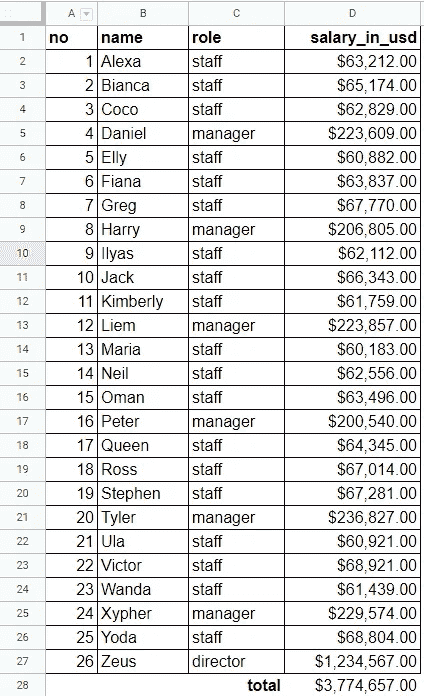 A B C D
1 no name role salary_in_usd
2 1 Alexa staff $63,212.00
3 2 Bianca staff $65,174.00
4 3 Coco staff $62,829.00
5 4 Daniel manager $223,609.00
6 5 Elly staff $60,882.00
7 6 Fiana staff $63,837.00
8 7 Greg staff $67,770.00
9 8 Harry manager $206,805.00
10 9 Ilyas staff $62,112.00
11 10 Jack staff $66,343.00
12 11 Kimberly staff $61,759.00
13 12 Liem manager $223,857.00
14 13 Maria staff $60,183.00
15 14 Neil staff $62,556.00
16 15 Oman staff $63,496.00
17 16 Peter manager $200,540.00
18 17 Queen staff $64,345.00
19 18 Ross staff $67,014.00
20 19 Stephen staff $67,281.00
21 20 Tyler manager $236,827.00
22 21 Ula staff $60,921.00
23 22 Victor staff $68,921.00
24 23 Wanda staff $61,439.00
25 24 Xypher manager $229,574.00
26 25 Yoda staff $68,804.00
27 26 Zeus director $1,234,567.00
28 total $3,774,657.00